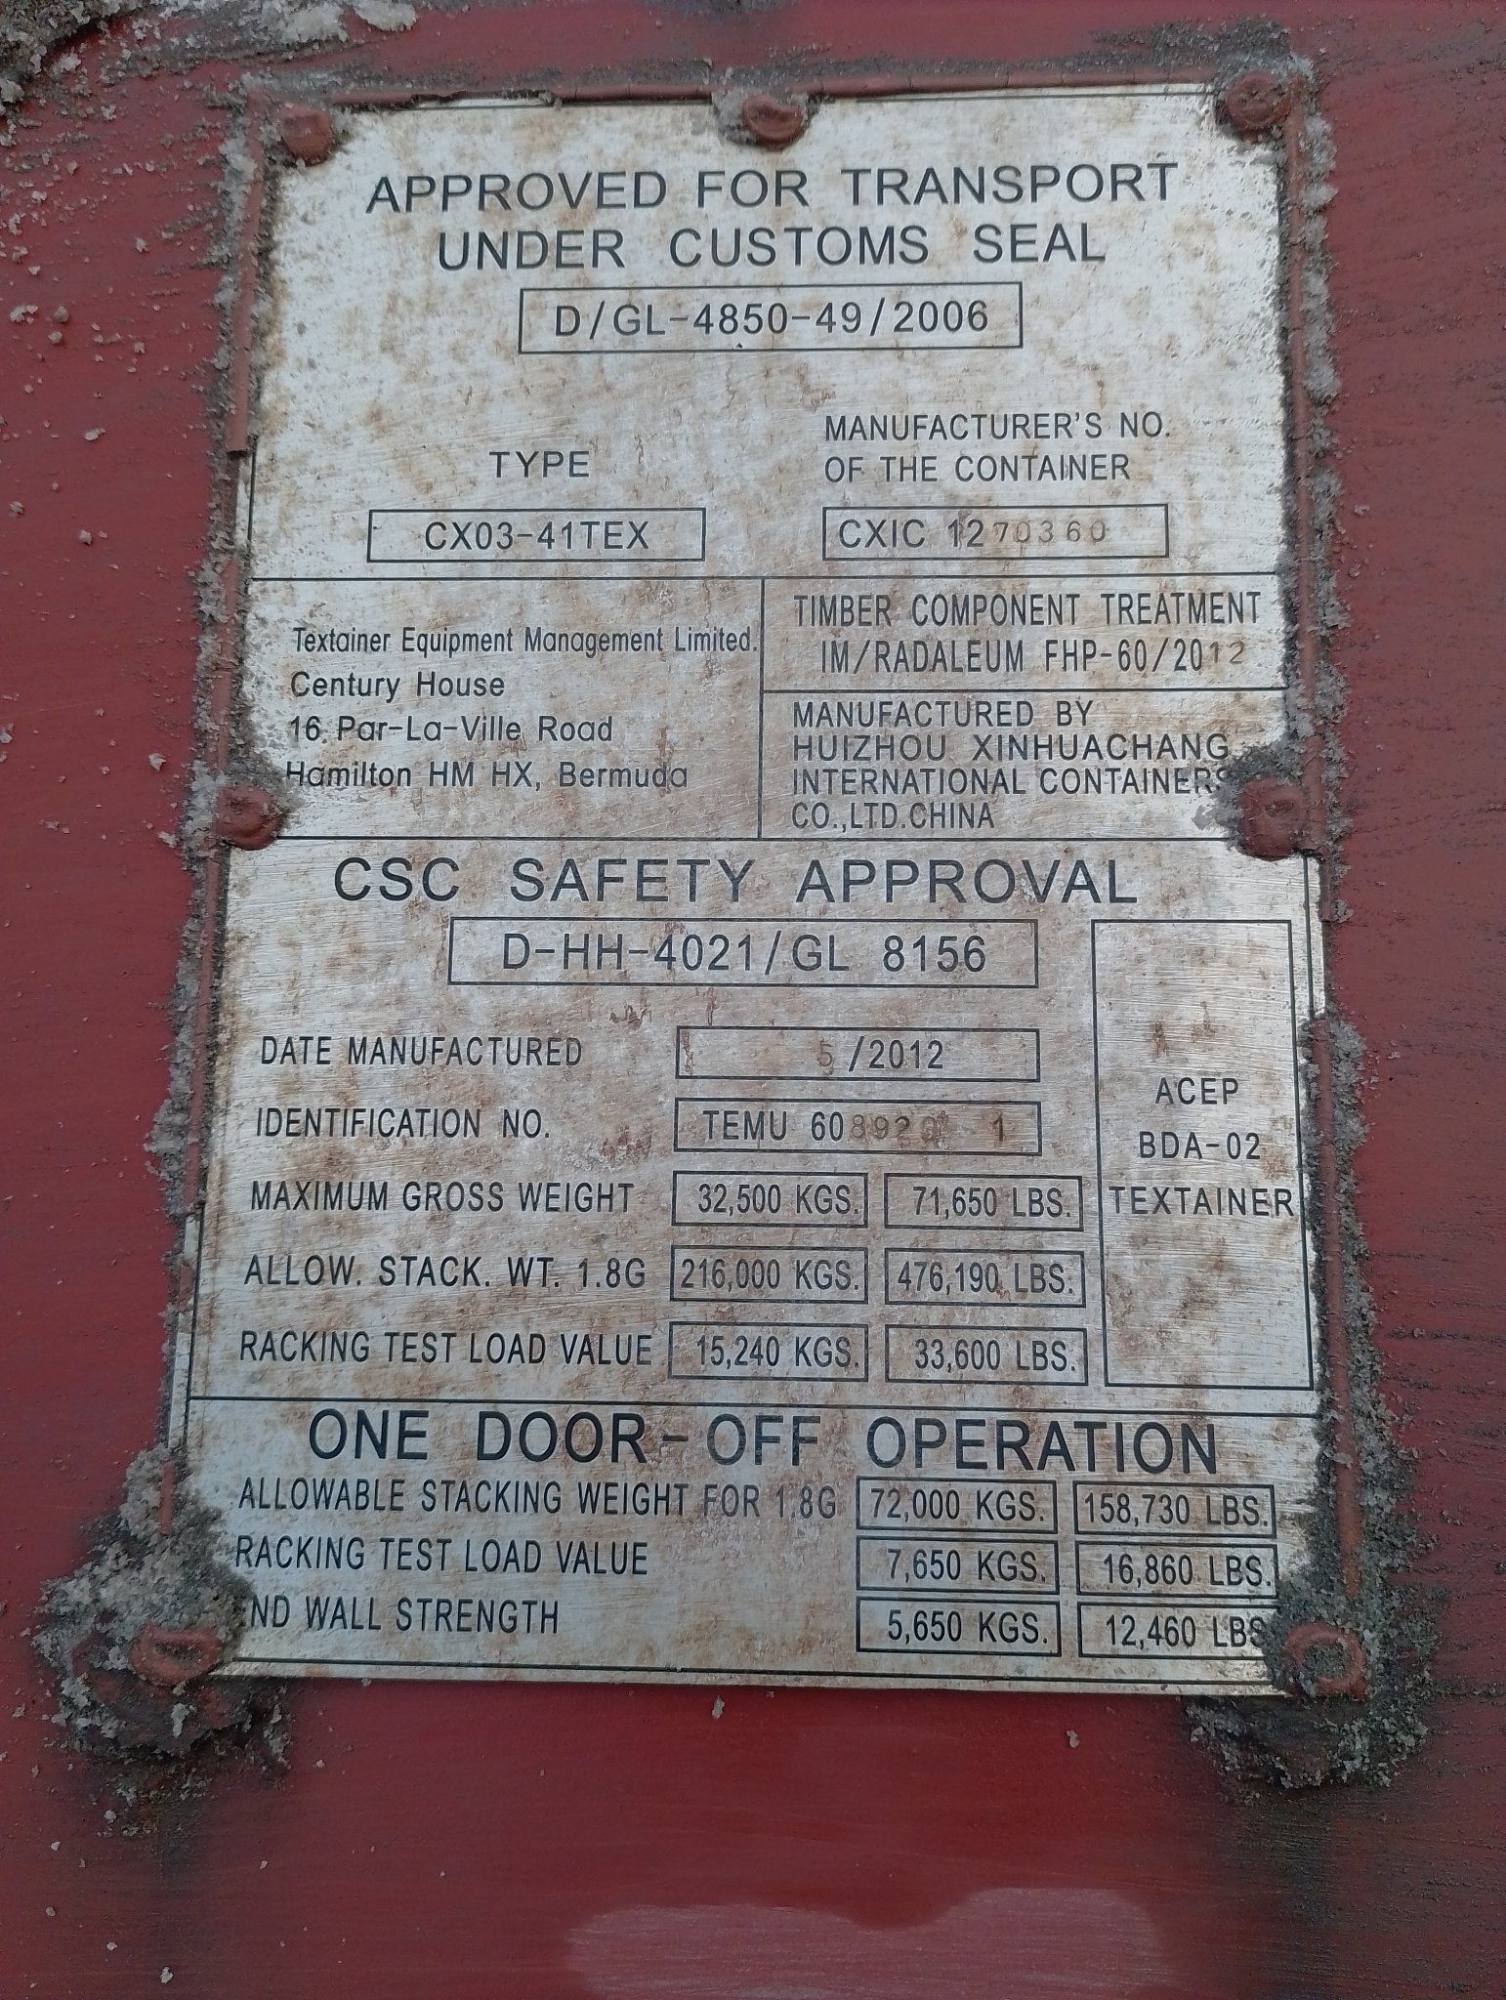 APPROVED FOR TRANSPORT
UNDER CUSTOMS SEAL
D/GL-4850-49/2006
TYPE
CX03-41TEX
MANUFACTURER'S NO.
OF THE CONTAINER
CXIC 1270360
Textainer Equipment Management Limited.
Century House
16 Par-La-Ville Road
Hamilton HM HX, Bermuda
TIMBER COMPONENT TREATMENT
IM/RADALEUM FHP-60/2012
MANUFACTURED BY
HUIZHOU XINHUACHANG
INTERNATIONAL CONTAINERS
CO.,LTD.CHINA
CSC SAFETY APPROVAL
D-HH-4021/GL 8156
DATE MANUFACTURED 5/2012
IDENTIFICATION NO. TEMU
MAXIMUM GROSS WEIGHT 32,500 KGS. 71,650 LBS.
ALLOW. STACK. WT. 1.8G 216,000 KGS. 476,190 LBS.
RACKING TEST LOAD VALUE 15,240 KGS. 33,600 LBS.
ACEP
BDA-02
TEXTAINER
ONE DOOR-OFF OPERATION
ALLOWABLE STACKING WEIGHT FOR 1.8G 72,000 KGS. 158,730 LBS.
RACKING TEST LOAD VALUE 7,650 KGS. 16,860 LBS.
ND WALL STRENGTH 5,650 KGS. 12,460 LBS